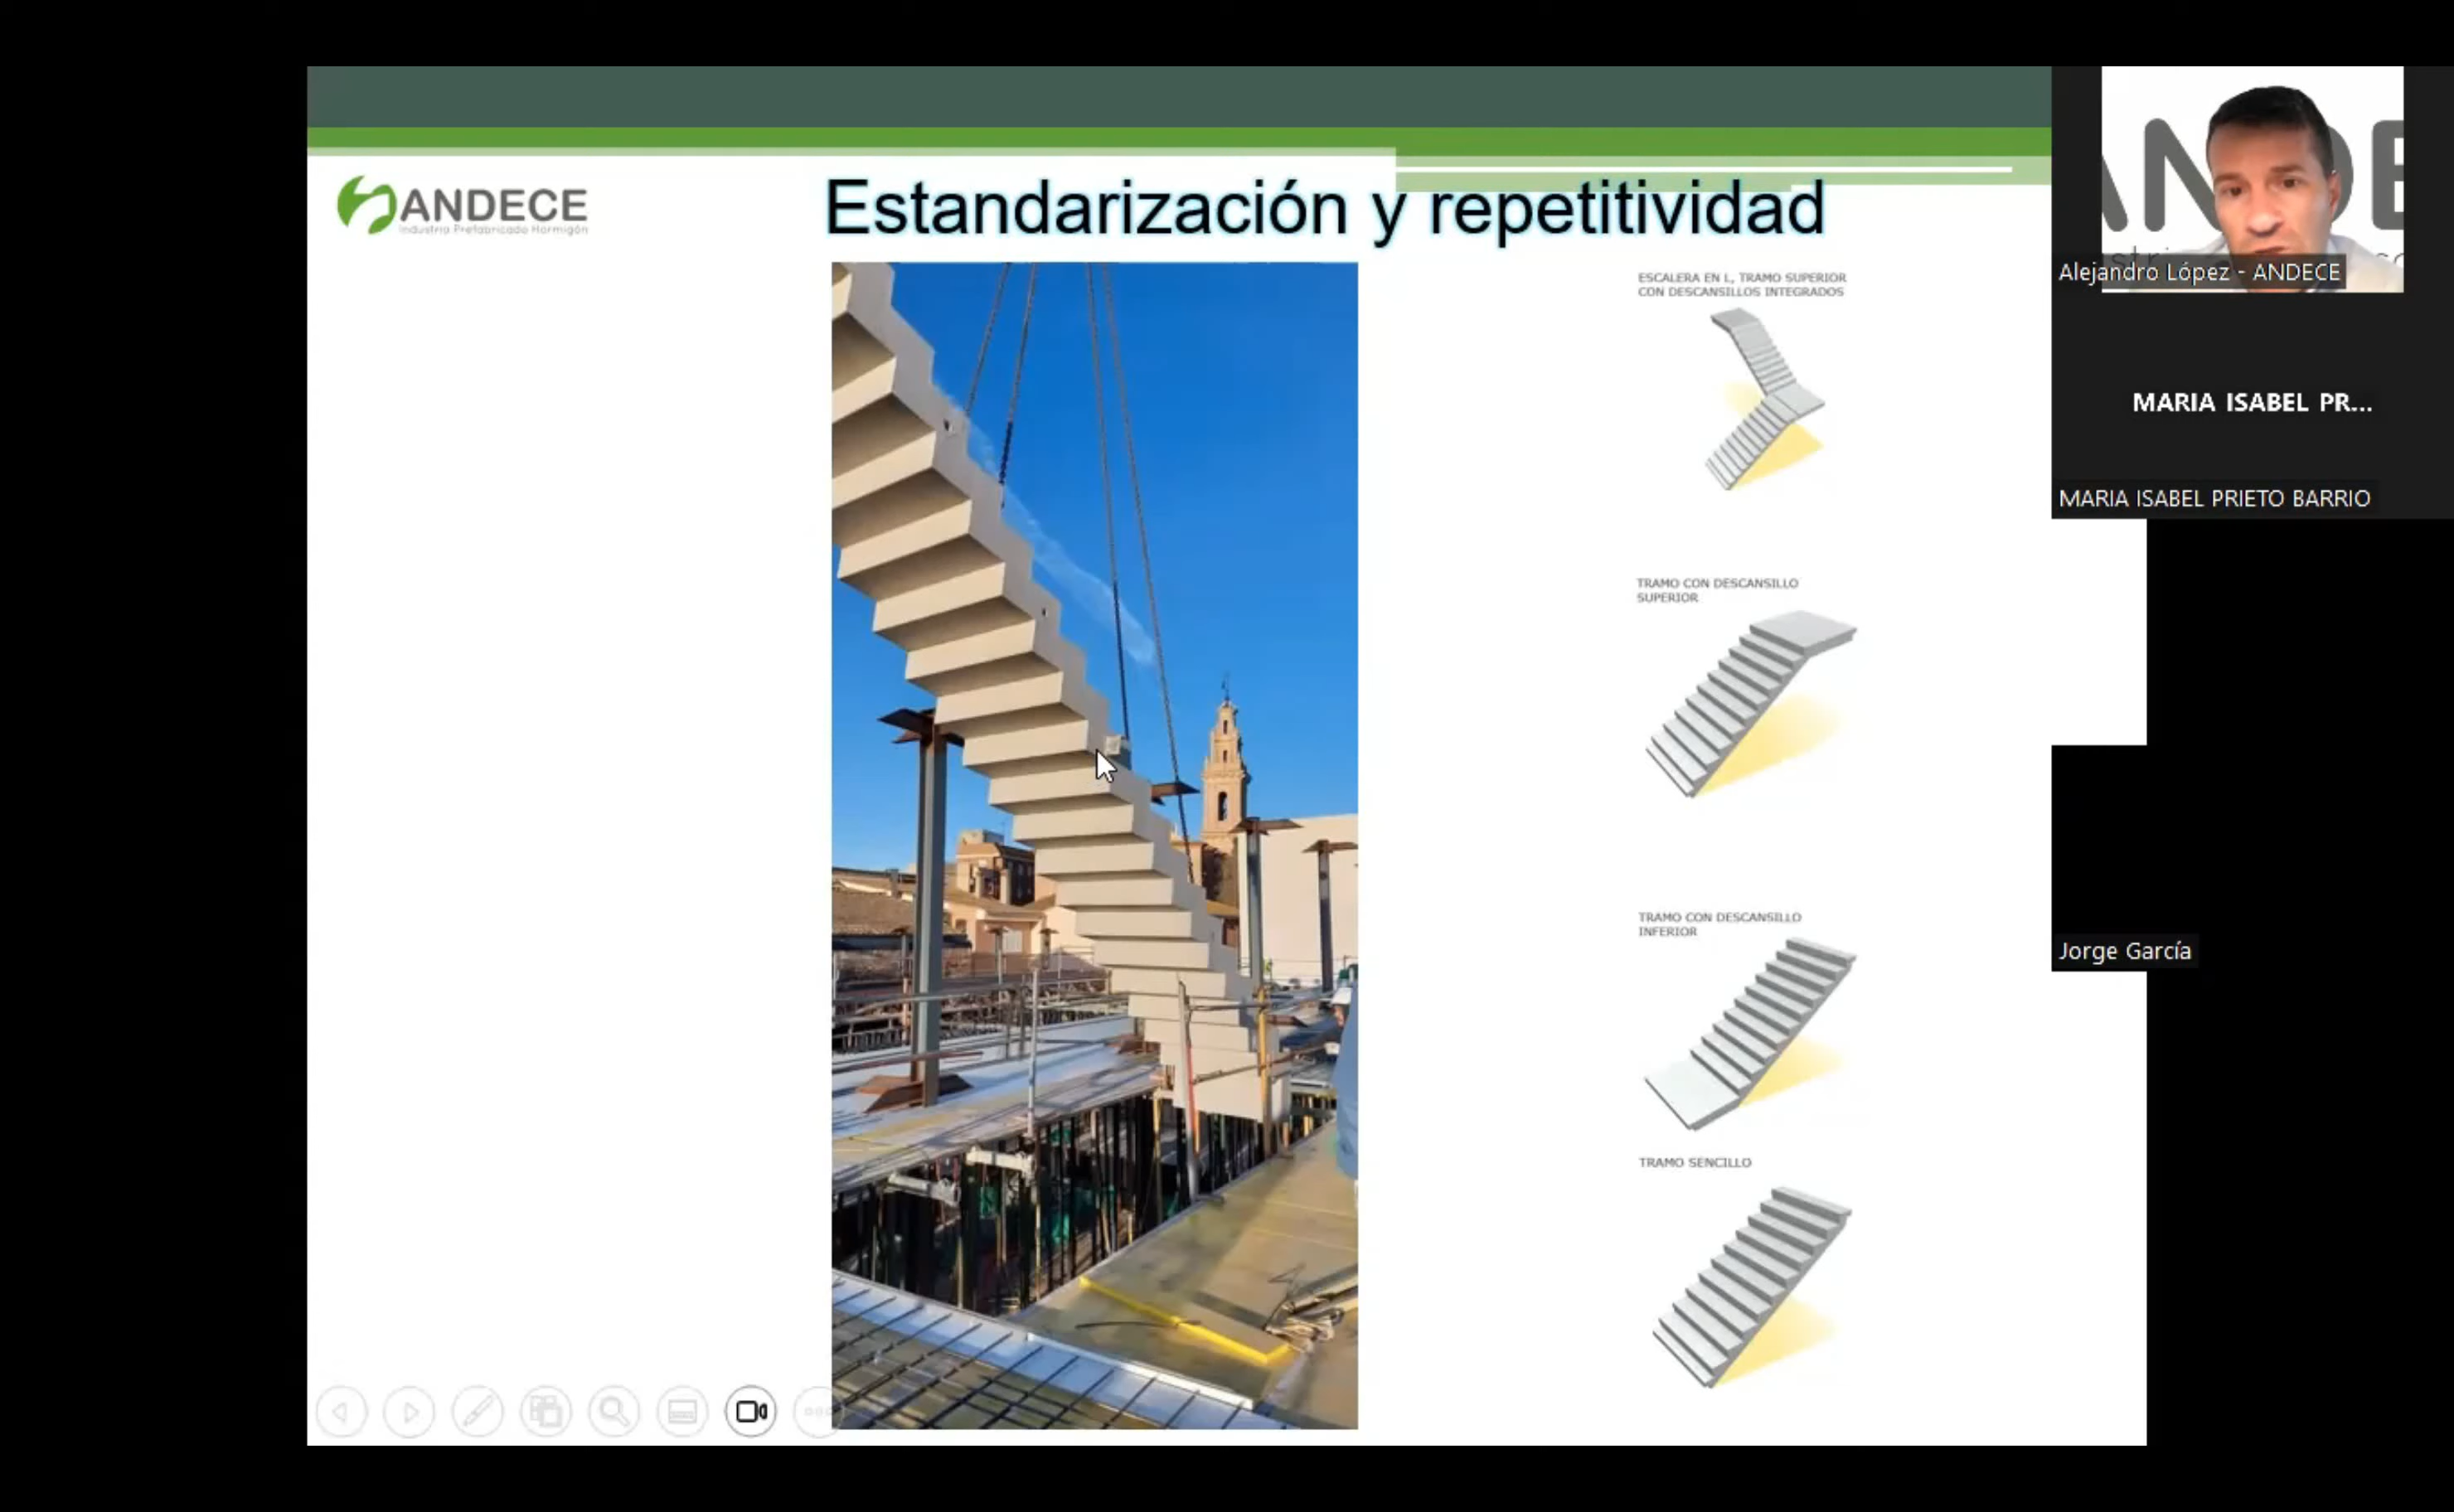 ANDECE
Industria Prefabricado Hormigón
Estandarización y repetitividad
ESCALERA EN L, TRAMO SUPERIOR
CON DESCANSILLOS INTEGRADOS
TRAMO CON DESCANSILLO
SUPERIOR
TRAMO CON DESCANSILLO
INFERIOR
TRAMO SENCILLO
Alejandro López - ANDECE
MARIA ISABEL PR...
MARIA ISABEL PRIETO BARRIO
Jorge García